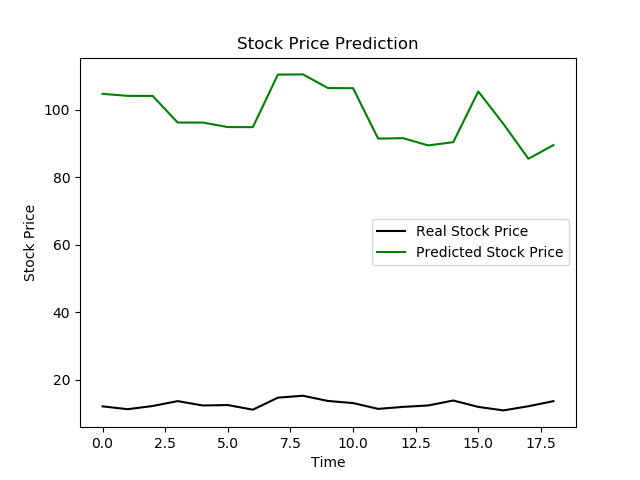 Stock Price Prediction
Stock Price
100
80
60
40
20
Real Stock Price
Predicted Stock Price
0.0 2.5 5.0 7.5 10.0 12.5 15.0 17.5
Time